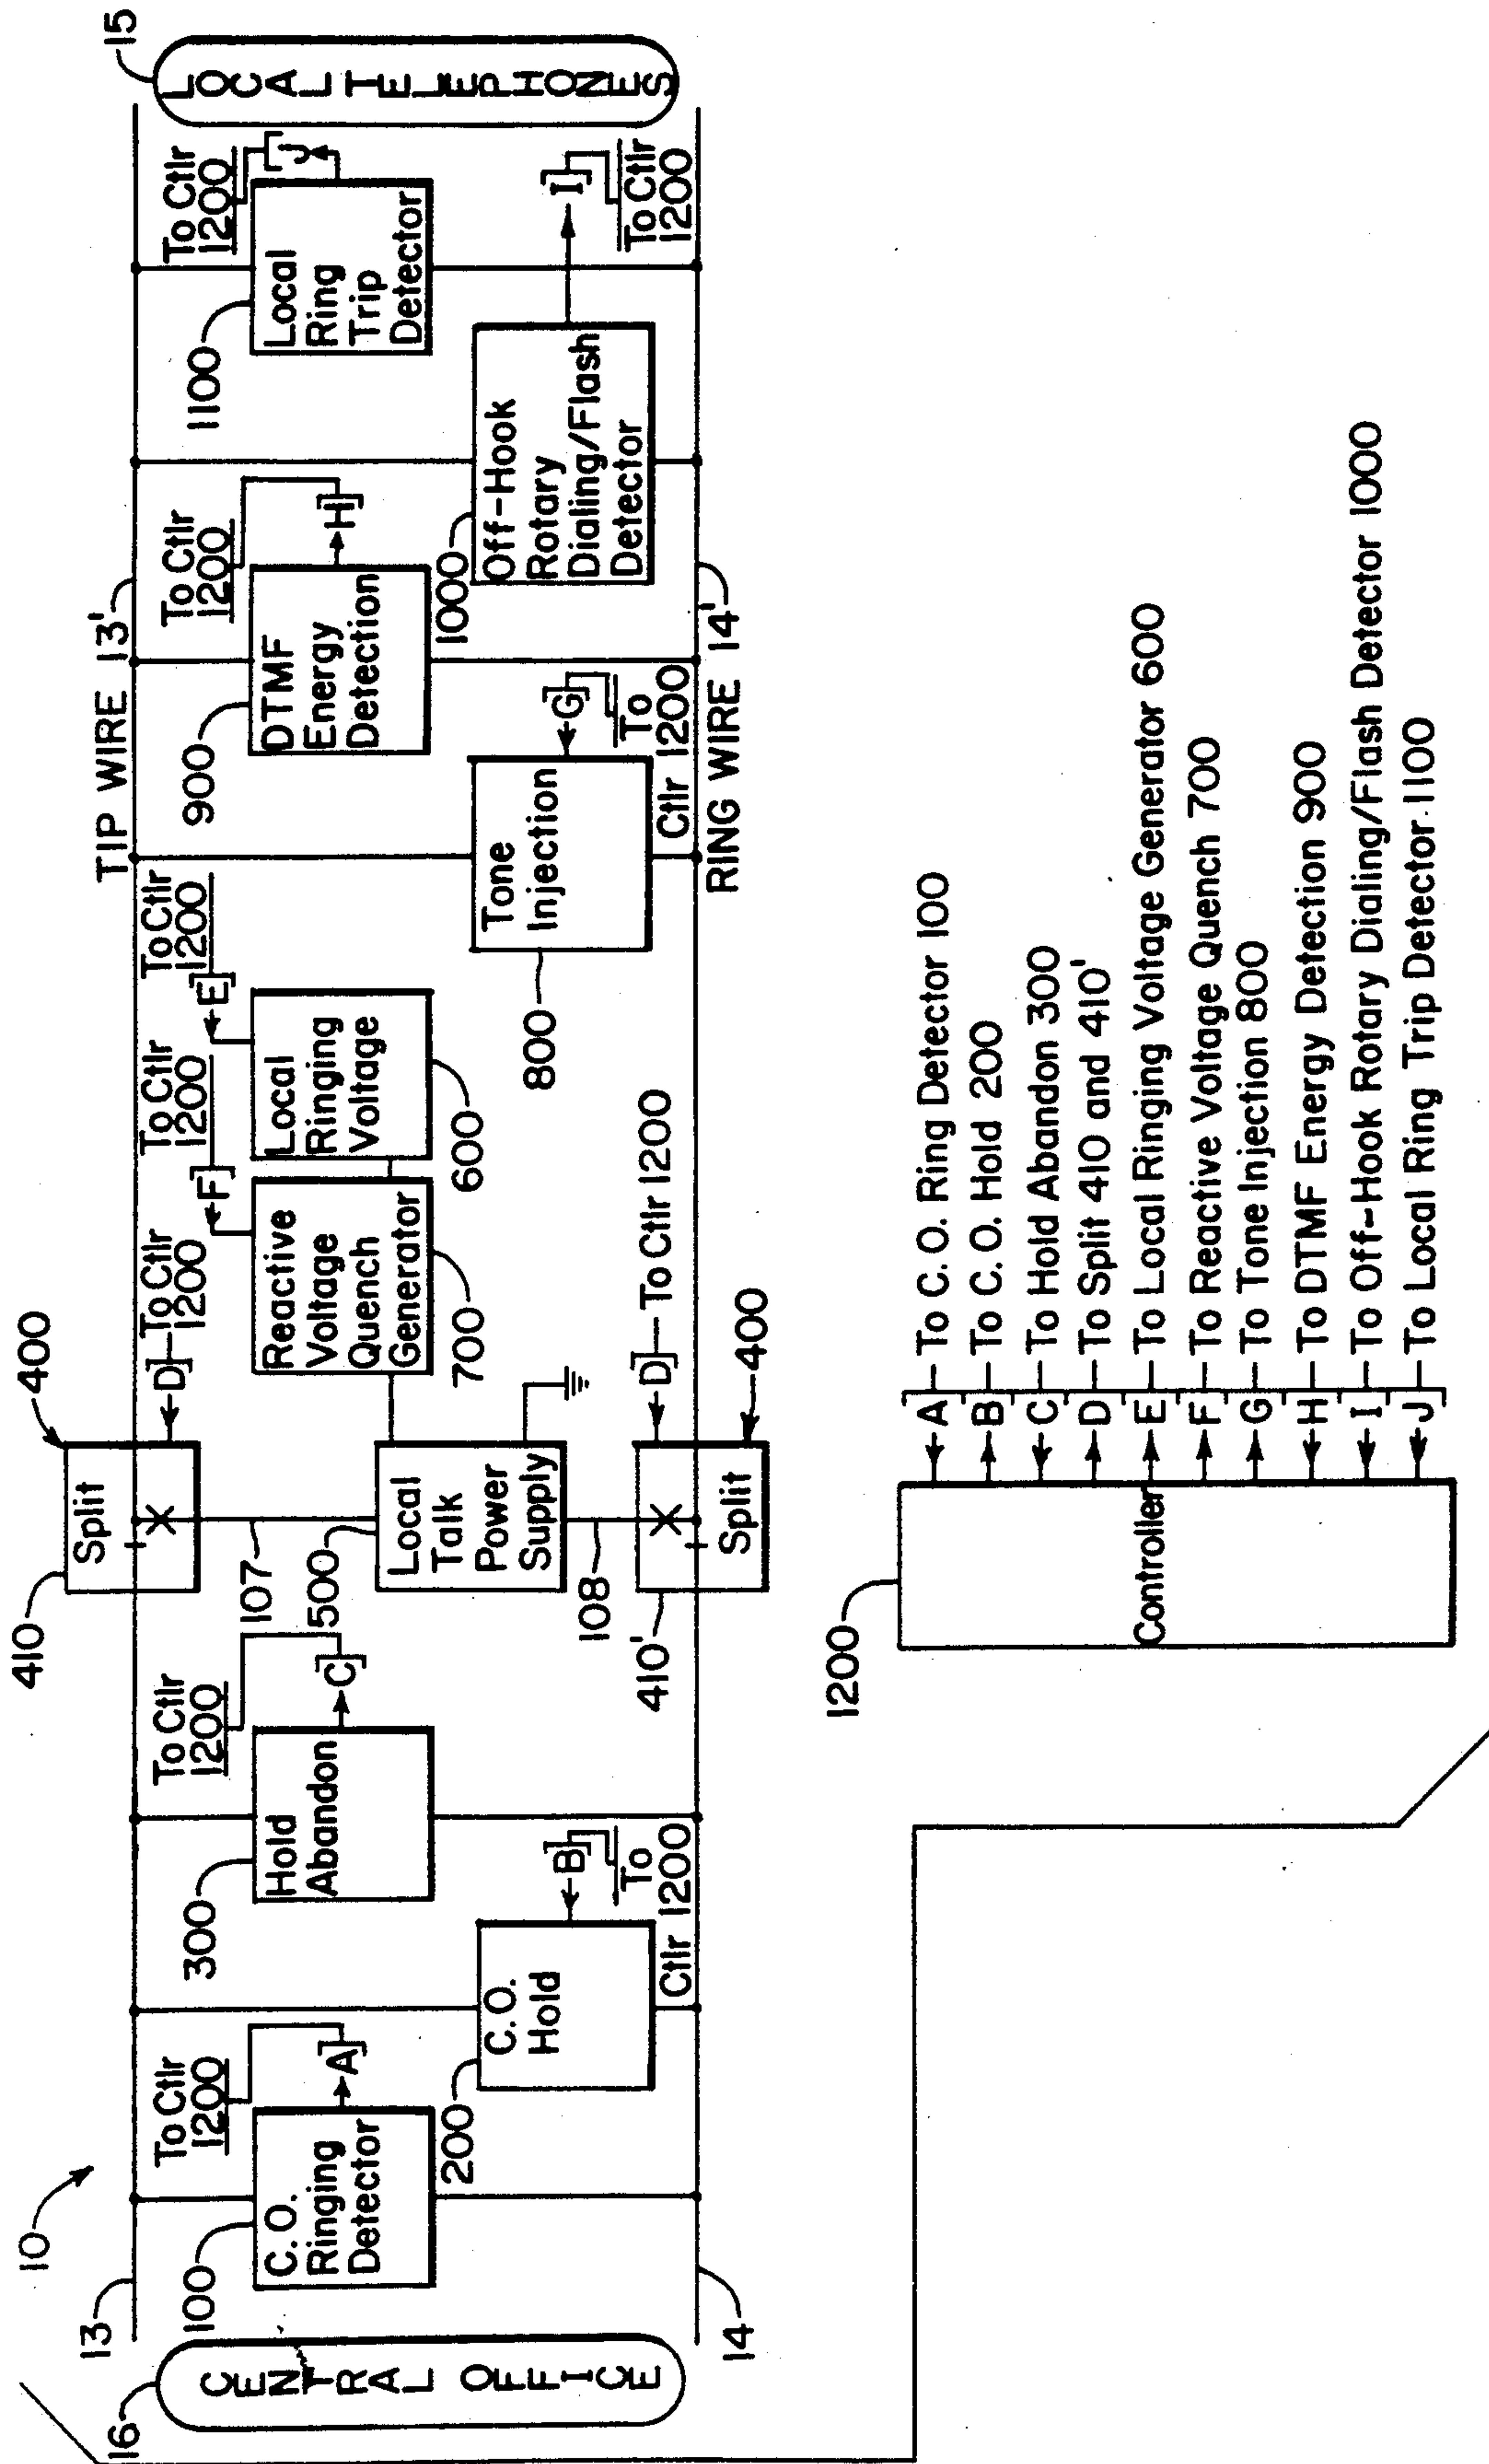 10
13
TIP WIRE 13'
14
RING WIRE 14'
16
CENTRAL OFFICE
15
LOCAL TELEPHONES
100
C.O.
Ringing
Detector
To Ctlr
1200
[A]
200
C.O.
Hold
[B]
To
Ctlr 1200
300
Hold
Abandon
To Ctlr
1200
[C]
410
Split
400
[D]
To Ctlr
1200
107
500
Local
Talk
Power
Supply
108
410'
Split
400
[D]
To Ctlr 1200
700
Reactive
Voltage
Quench
Generator
[F]
To Ctlr
1200
600
Local
Ringing
Voltage
[E]
To Ctlr
1200
800
Tone
Injection
[G]
To
Ctlr 1200
900
DTMF
Energy
Detection
To Ctlr
1200
[H]
1000
Off-Hook
Rotary
Dialing/Flash
Detector
[I]
To Ctlr
1200
1100
Local
Ring
Trip
Detector
To Ctlr
1200
[J]
1200
Controller
A To C.O. Ring Detector 100
B To C.O. Hold 200
C To Hold Abandon 300
D To Split 410 and 410'
E To Local Ringing Voltage Generator 600
F To Reactive Voltage Quench 700
G To Tone Injection 800
H To DTMF Energy Detection 900
I To Off-Hook Rotary Dialing/Flash Detector 1000
J To Local Ring Trip Detector 1100